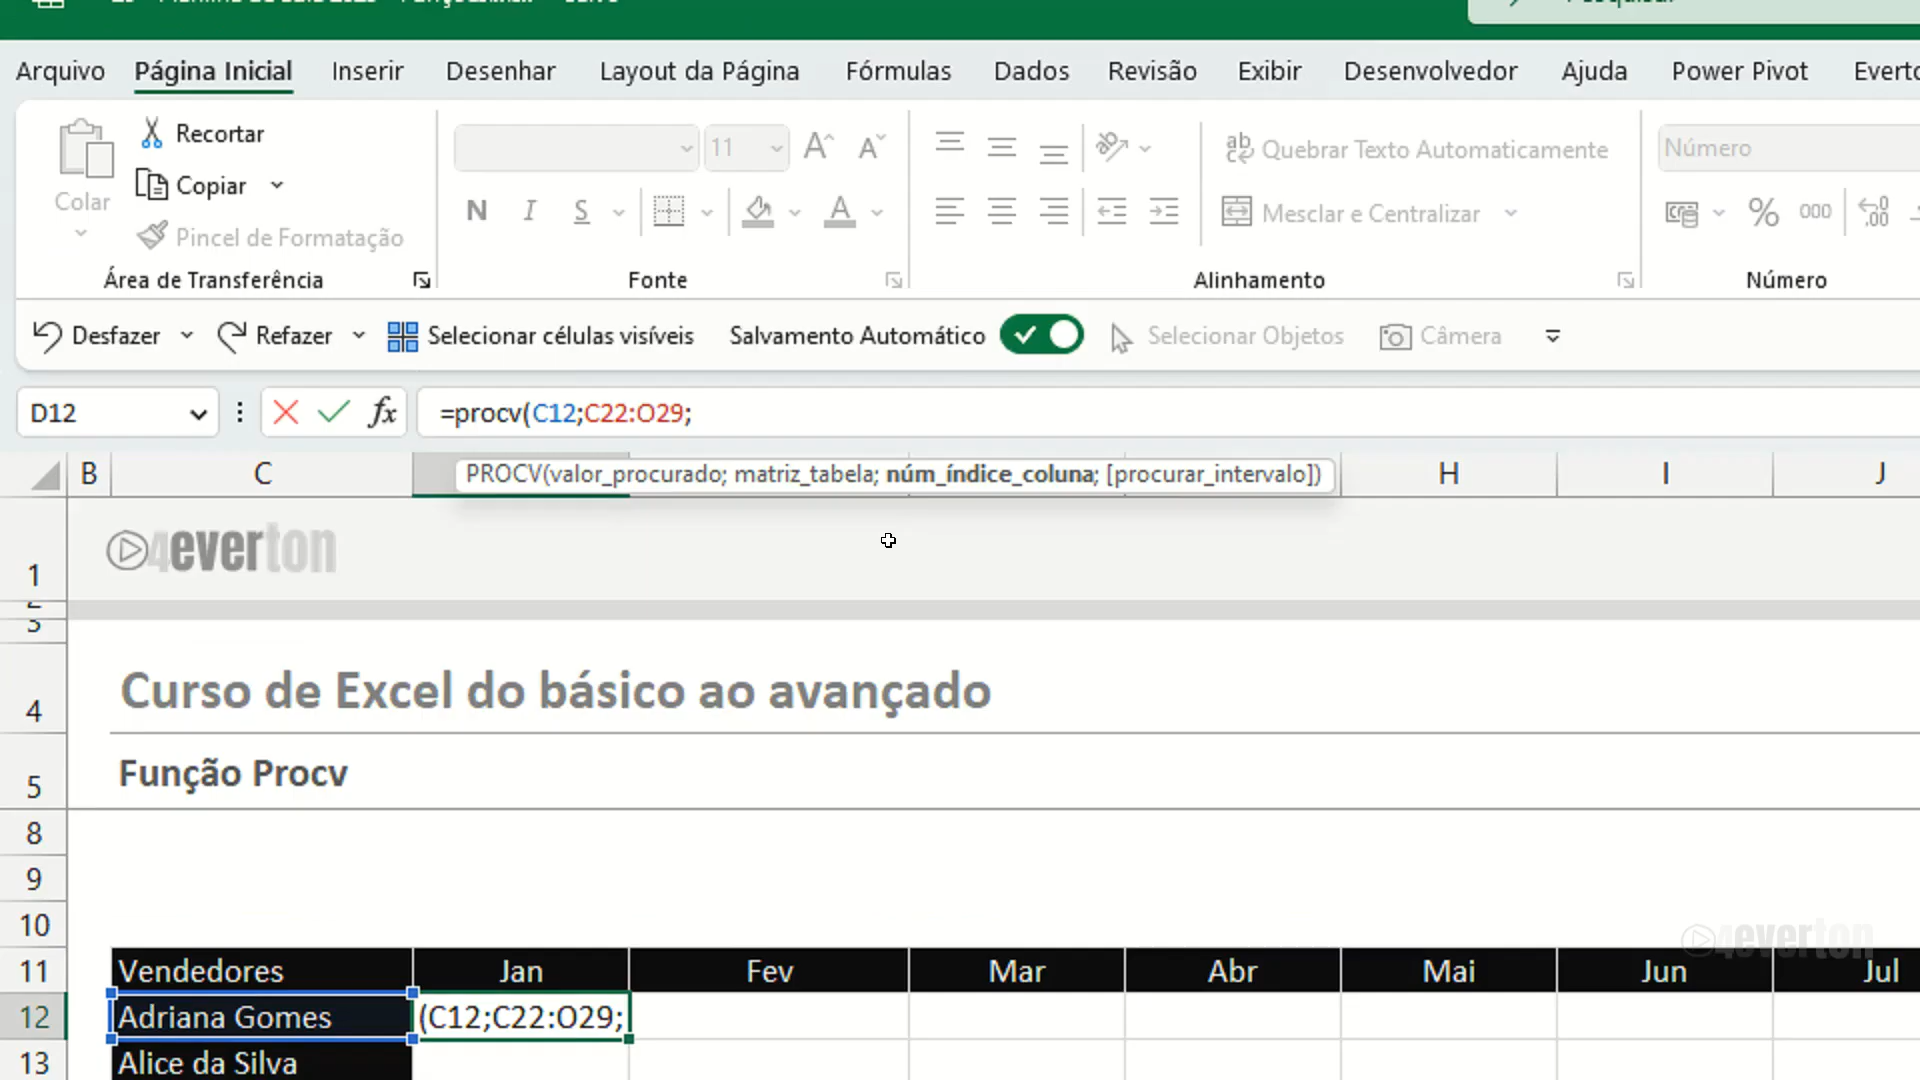 Arquivo Página Inicial Inserir Desenhar Layout da Página Fórmulas Dados Revisão Exibir Desenvolvedor Ajuda Power Pivot
Recortar
Copiar
Colar
Pincel de Formatação
Área de Transferência
11
N I S
Fonte
Quebrar Texto Automaticamente
Mesclar e Centralizar
Alinhamento
Número
% 000
Número
Desfazer Refazer Selecionar células visíveis Salvamento Automático Selecionar Objetos Câmera
D12 fx =procv(C12;C22:O29;
PROCV(valor_procurado; matriz_tabela; núm_índice_coluna; [procurar_intervalo])
B C H I J
1 4everton
3
4 Curso de Excel do básico ao avançado
5 Função Procv
8
9
10
4everton
11 Vendedores Jan Fev Mar Abr Mai Jun Jul
12 Adriana Gomes (C12;C22:O29;
13 Alice da Silva